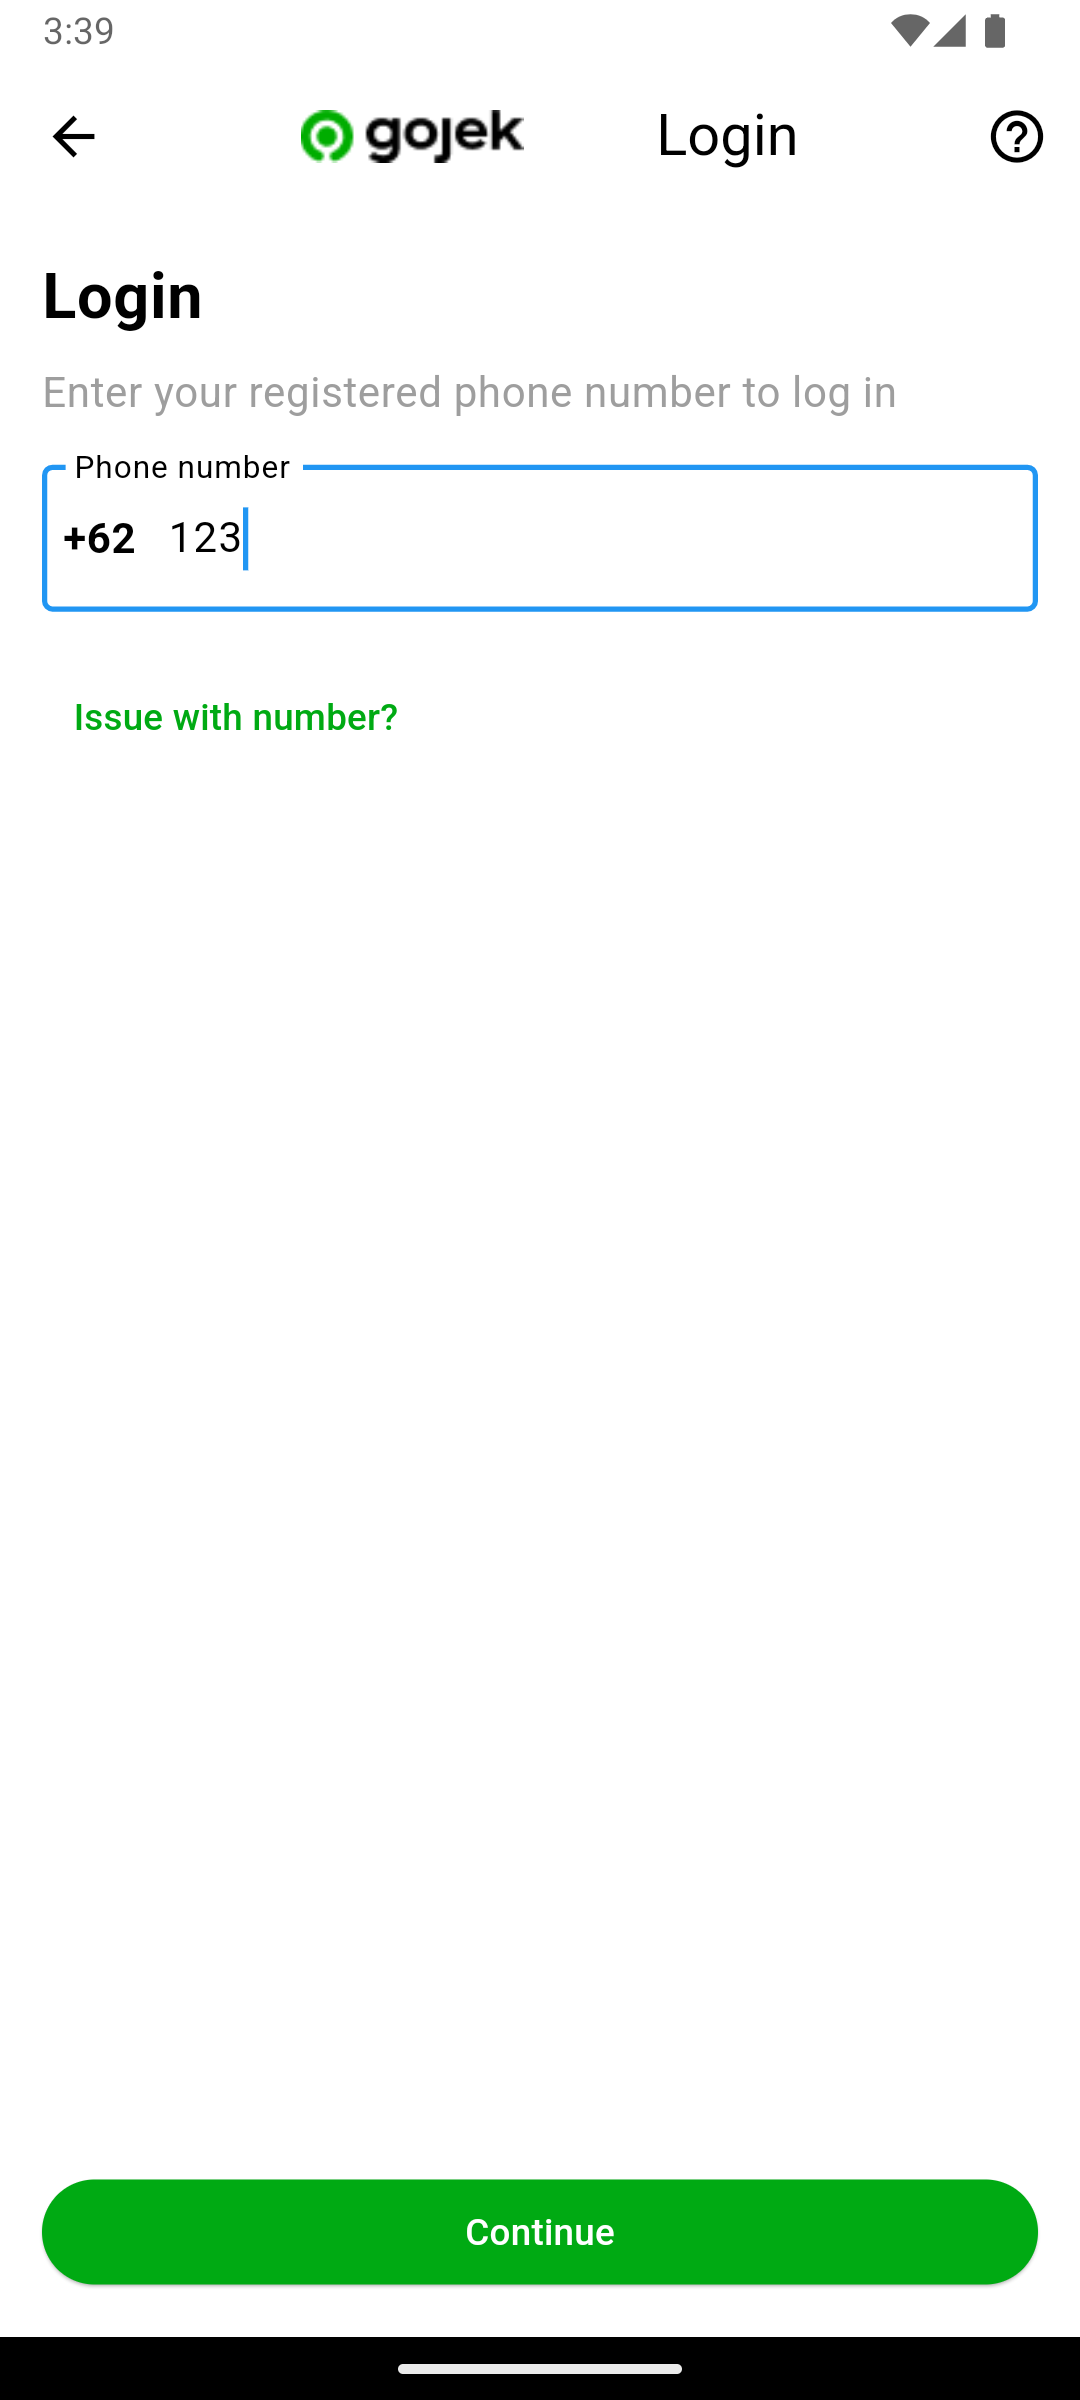 3:39
gojek Login
Login
Enter your registered phone number to log in
Phone number
+62 123
Issue with number?
Continue